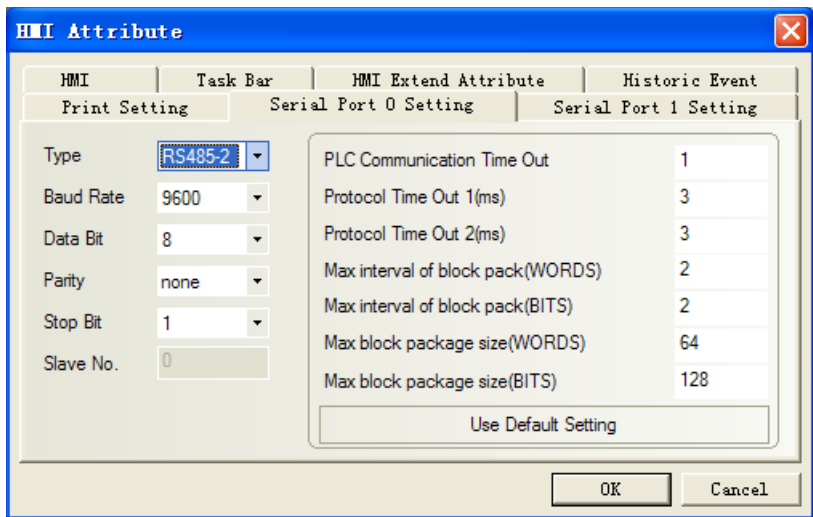 HMI Attribute
HMI Task Bar HMI Extend Attribute Historic Event
Print Setting Serial Port 0 Setting Serial Port 1 Setting
Type RS485-2
Baud Rate 9600
Data Bit 8
Parity none
Stop Bit 1
Slave No. 0
PLC Communication Time Out 1
Protocol Time Out 1(ms) 3
Protocol Time Out 2(ms) 3
Max interval of block pack(WORDS) 2
Max interval of block pack(BITS) 2
Max block package size(WORDS) 64
Max block package size(BITS) 128
Use Default Setting
OK Cancel